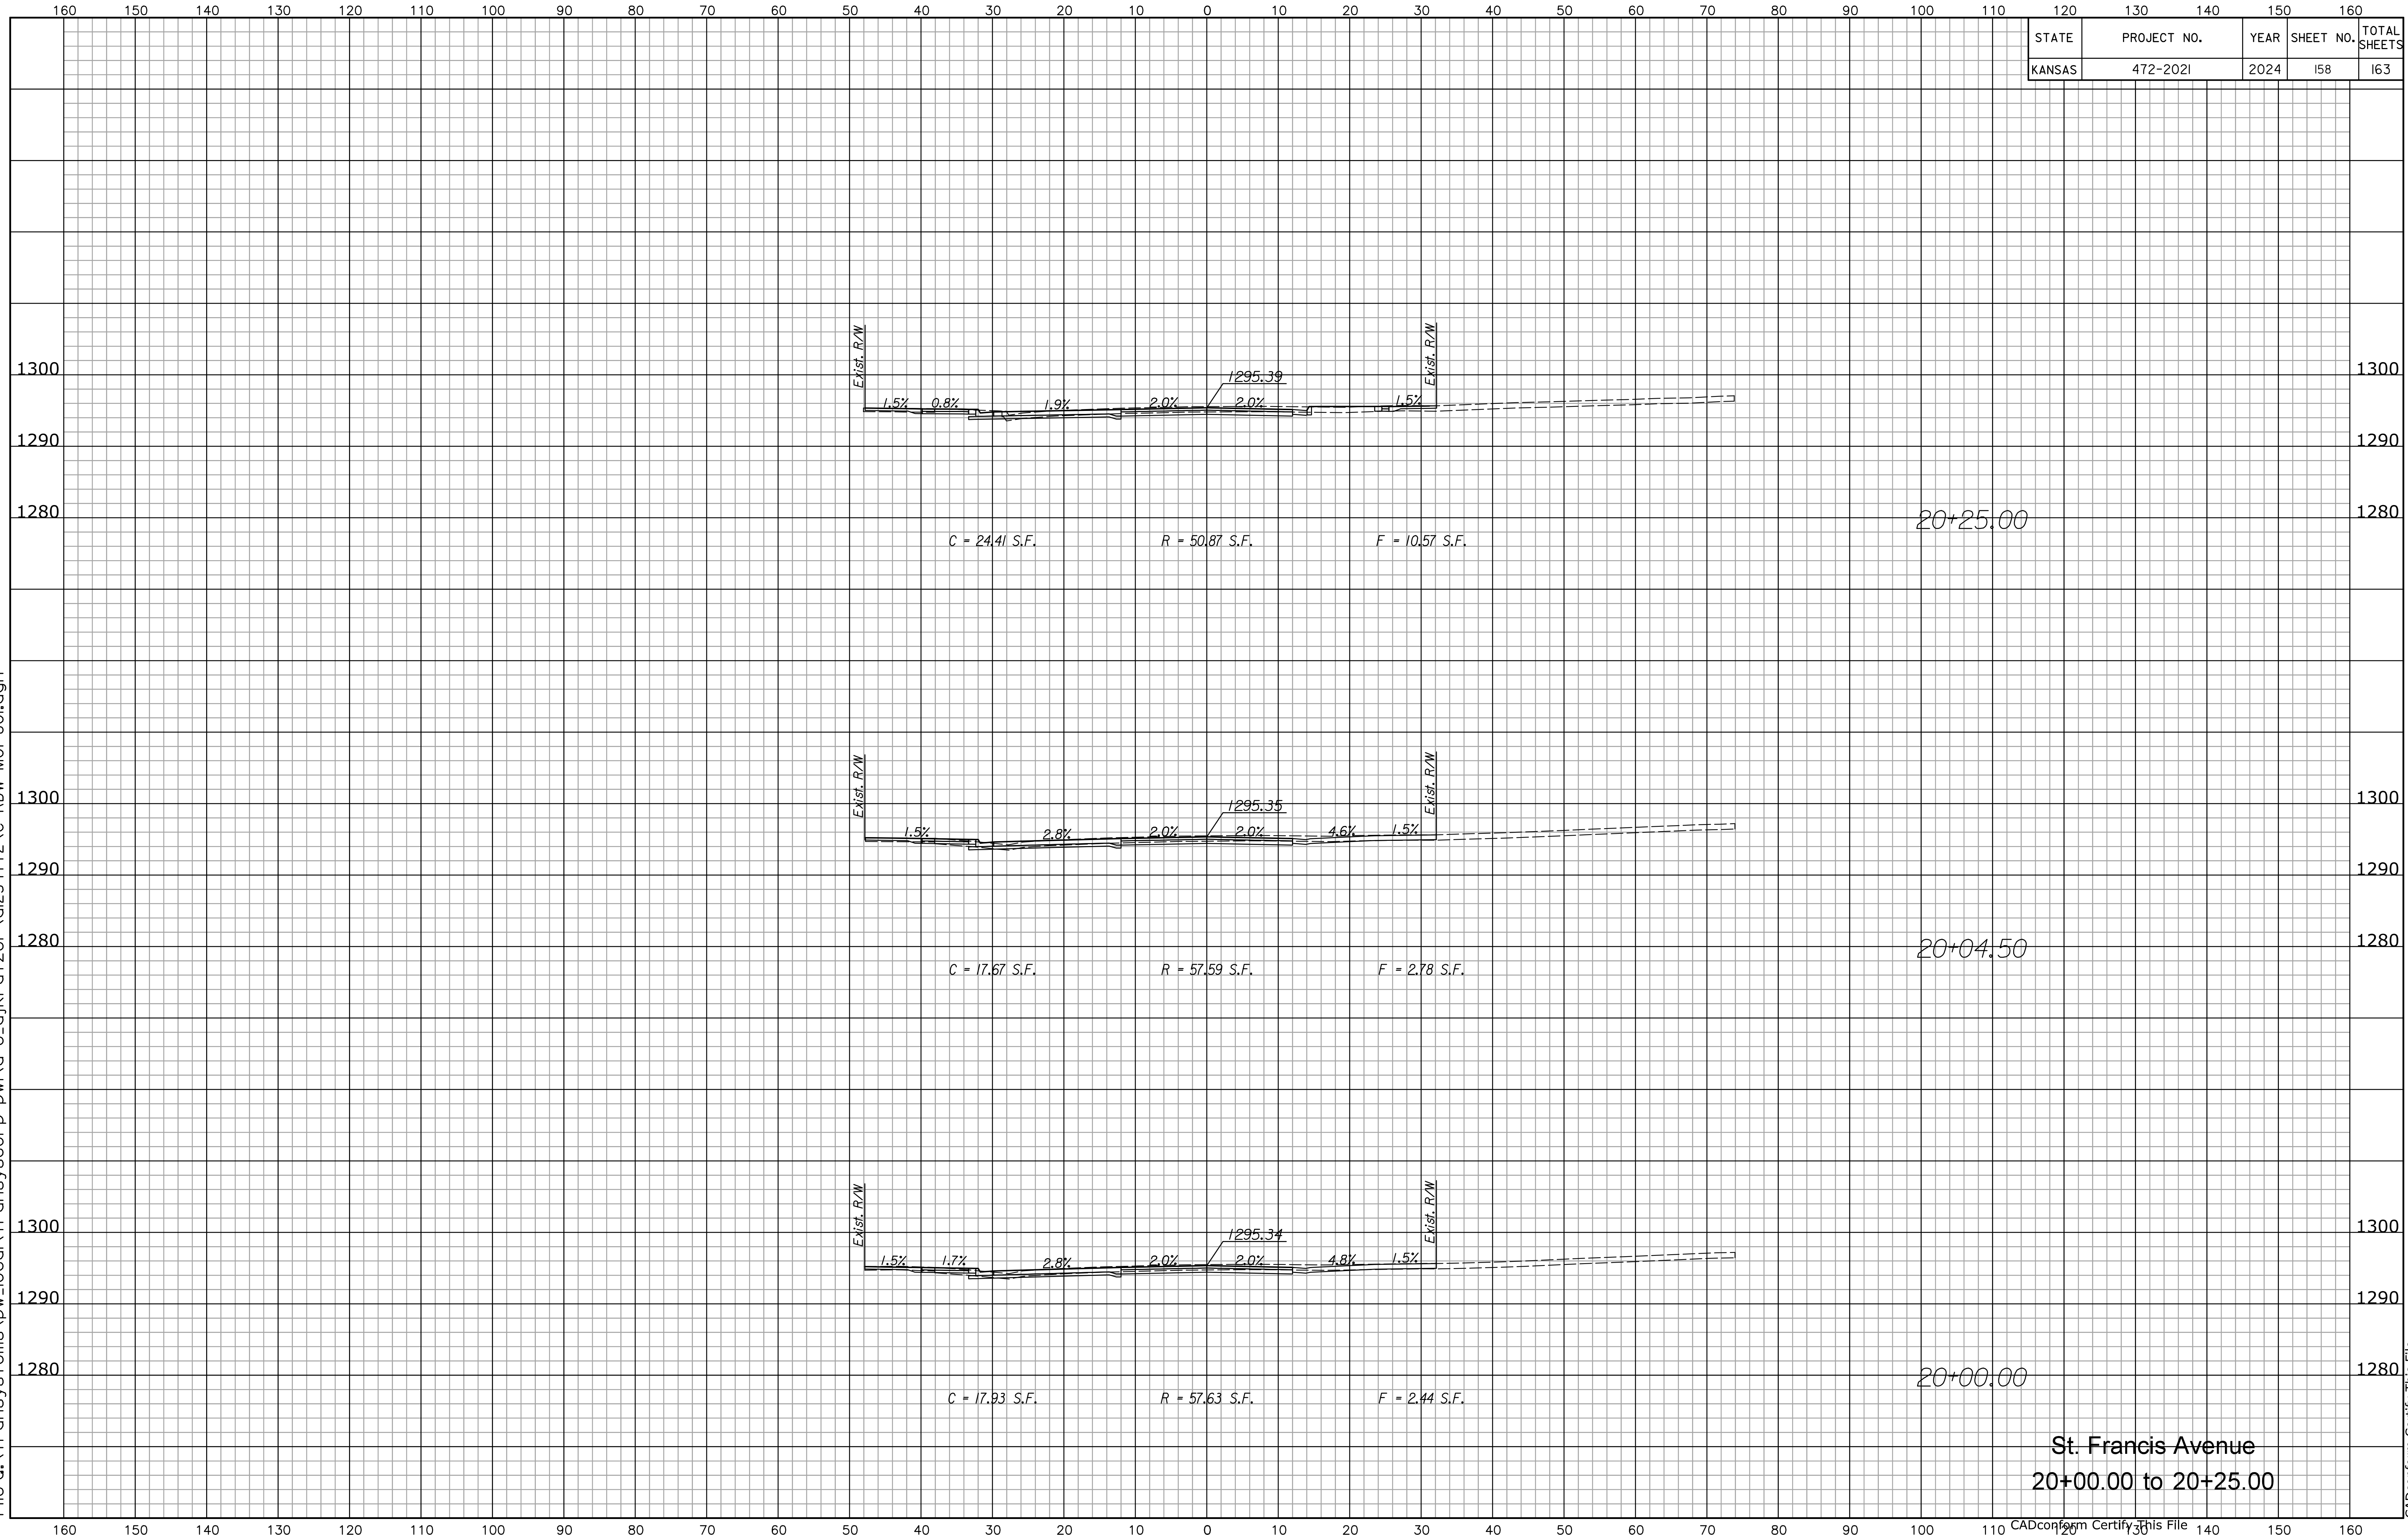 160 150 140 130 120 110 100 90 80 70 60 50 40 30 20 10 0 10 20 30 40 50 60 70 80 90 100 110 120 130 140 150 160
STATE PROJECT NO. YEAR SHEET NO. TOTAL SHEETS
KANSAS 472-2021 2024 158 163
Exist. R/W Exist. R/W
1300 1295.39 1300
1.5% 0.8% 1.9% 2.0% 2.0% 1.5%
1290 1290
1280 20+25.00 1280
C = 24.41 S.F. R = 50.87 S.F. F = 10.57 S.F.
Exist. R/W Exist. R/W
1300 1295.35 1300
1.5% 2.8% 2.0% 2.0% 4.6% 1.5%
1290 1290
1280 20+04.50 1280
C = 17.67 S.F. R = 57.59 S.F. F = 2.78 S.F.
Exist. R/W Exist. R/W
1300 1295.34 1300
1.5% 1.7% 2.8% 2.0% 2.0% 4.8% 1.5%
1290 1290
1280 20+00.00 1280
C = 17.93 S.F. R = 57.63 S.F. F = 2.44 S.F.
St. Francis Avenue
20+00.00 to 20+25.00
CADconform Certify This File
160 150 140 130 120 110 100 90 80 70 60 50 40 30 20 10 0 10 20 30 40 50 60 70 80 90 100 110 120 130 140 150 160